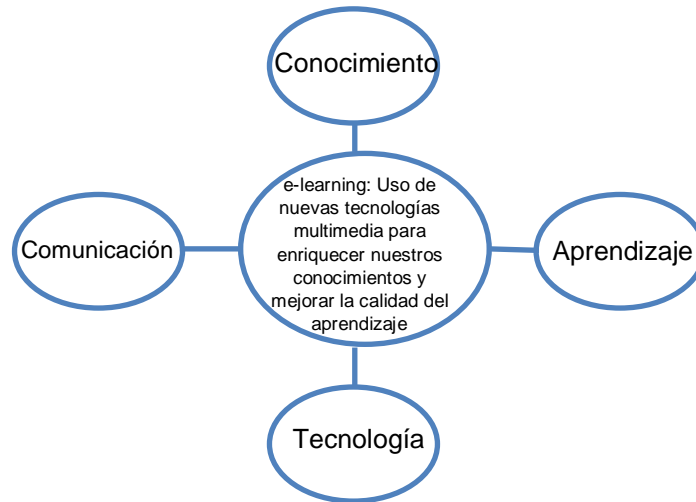 Conocimiento
e-learning: Uso de
nuevas tecnologías
multimedia para
enriquecer nuestros
conocimientos y
mejorar la calidad del
aprendizaje
Comunicación
Aprendizaje
Tecnología